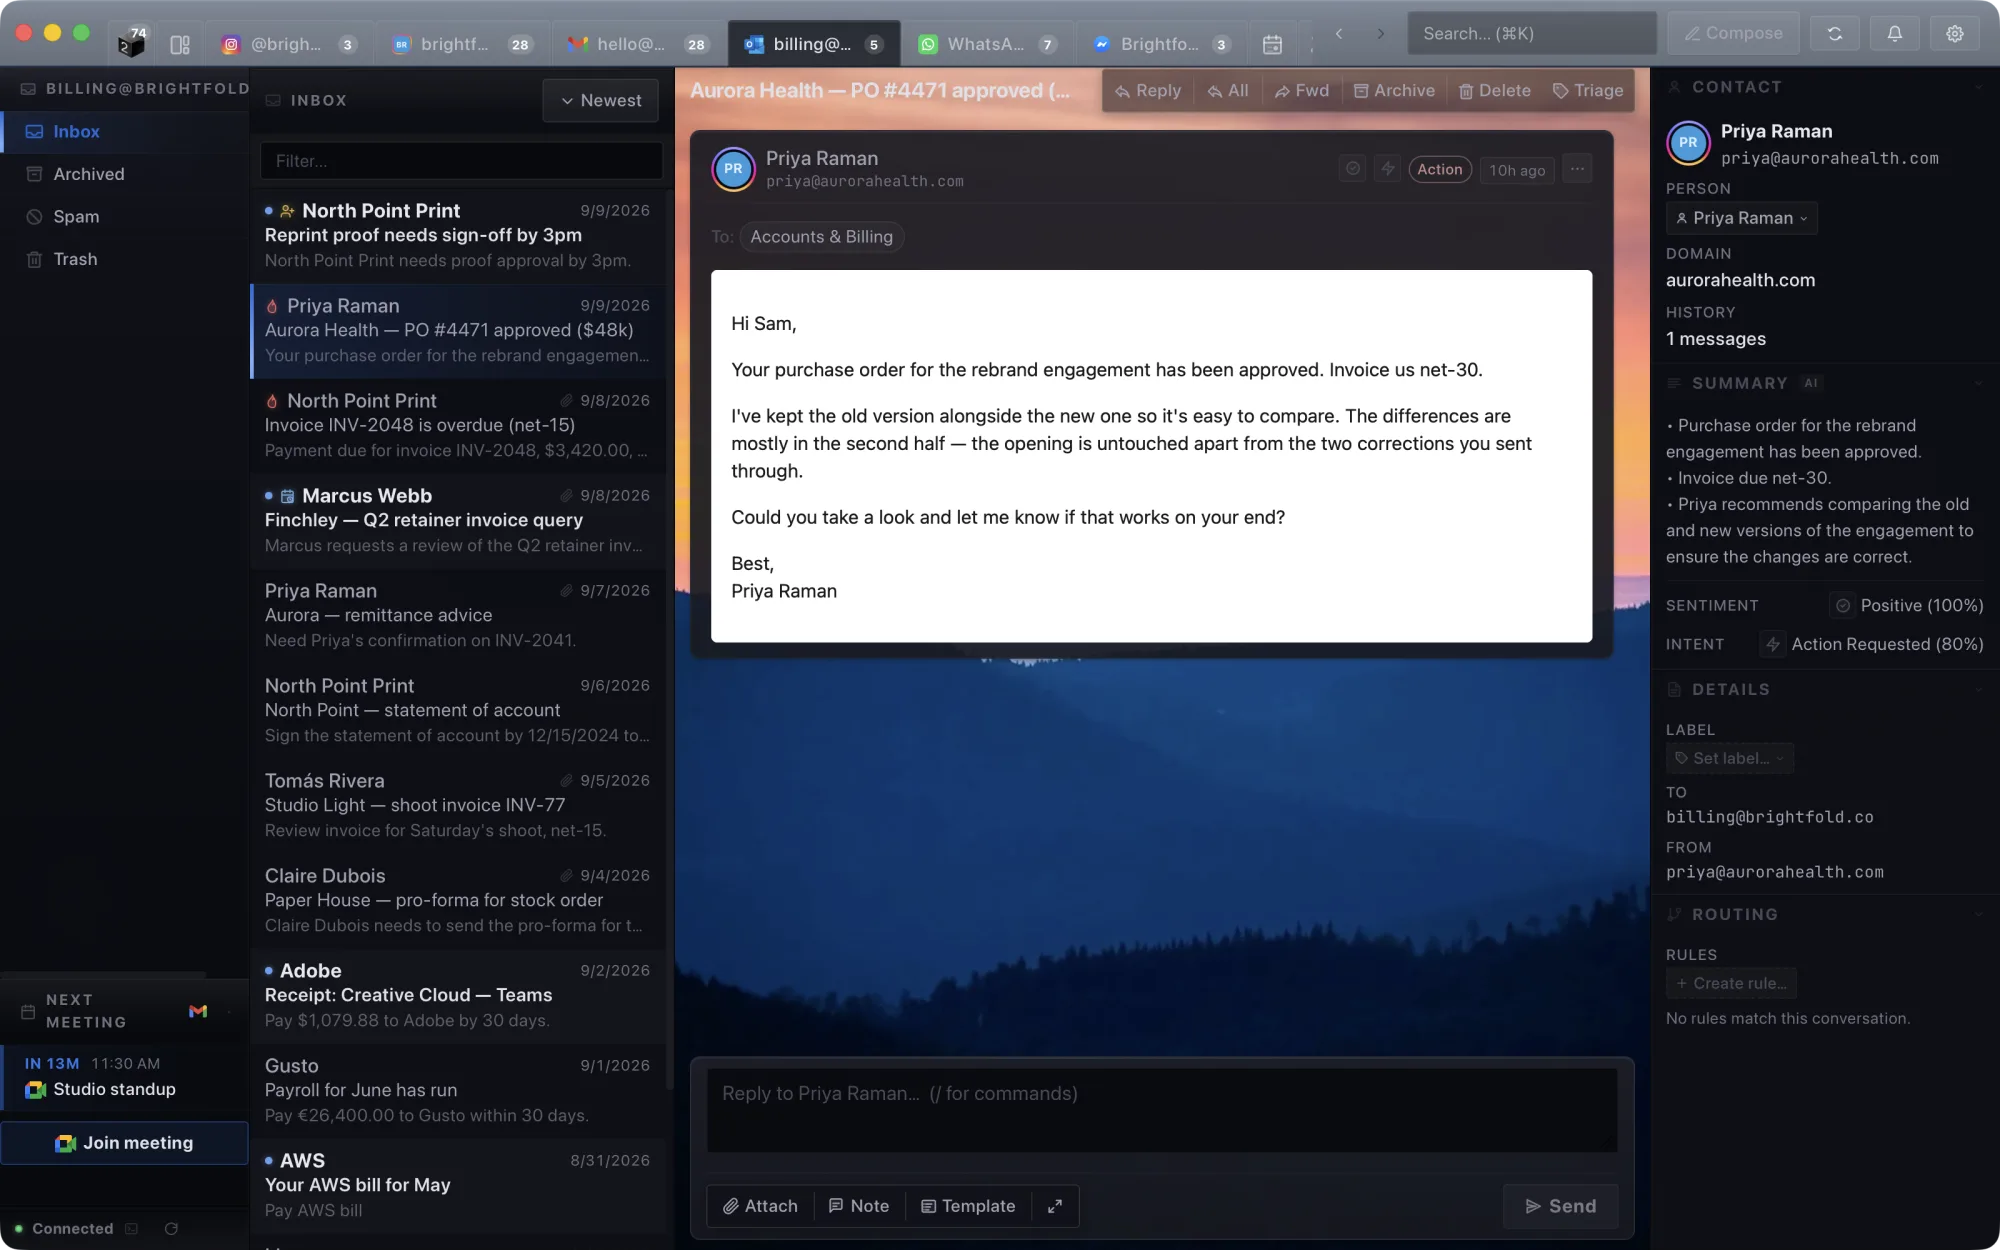 74
@brigh... 3
BR brightf... 28
hello@... 28
billing@... 5
WhatsA... 7
Brightfo... 3
Search... (⌘K)
Compose
BILLING@BRIGHTFOLD
Inbox
Archived
Spam
Trash
NEXT
MEETING
IN 13M 11:30 AM
Studio standup
Join meeting
Connected
INBOX
Newest
Filter...
North Point Print 9/9/2026
Reprint proof needs sign-off by 3pm
North Point Print needs proof approval by 3pm.
Priya Raman 9/9/2026
Aurora Health — PO #4471 approved ($48k)
Your purchase order for the rebrand engagemen...
North Point Print 9/8/2026
Invoice INV-2048 is overdue (net-15)
Payment due for invoice INV-2048, $3,420.00, ...
Marcus Webb 9/8/2026
Finchley — Q2 retainer invoice query
Marcus requests a review of the Q2 retainer inv...
Priya Raman 9/7/2026
Aurora — remittance advice
Need Priya's confirmation on INV-2041.
North Point Print 9/6/2026
North Point — statement of account
Sign the statement of account by 12/15/2024 to...
Tomás Rivera 9/5/2026
Studio Light — shoot invoice INV-77
Review invoice for Saturday's shoot, net-15.
Claire Dubois 9/4/2026
Paper House — pro-forma for stock order
Claire Dubois needs to send the pro-forma for t...
Adobe 9/2/2026
Receipt: Creative Cloud — Teams
Pay $1,079.88 to Adobe by 30 days.
Gusto 9/1/2026
Payroll for June has run
Pay €26,400.00 to Gusto within 30 days.
AWS 8/31/2026
Your AWS bill for May
Pay AWS bill
Aurora Health — PO #4471 approved (...
Reply All Fwd Archive Delete Triage
PR
Priya Raman
priya@aurorahealth.com
Action 10h ago ...
To: Accounts & Billing
Hi Sam,
Your purchase order for the rebrand engagement has been approved. Invoice us net-30.
I've kept the old version alongside the new one so it's easy to compare. The differences are
mostly in the second half — the opening is untouched apart from the two corrections you sent
through.
Could you take a look and let me know if that works on your end?
Best,
Priya Raman
Reply to Priya Raman... (/ for commands)
Attach Note Template
Send
CONTACT
PR
Priya Raman
priya@aurorahealth.com
PERSON
Priya Raman
DOMAIN
aurorahealth.com
HISTORY
1 messages
SUMMARY AI
• Purchase order for the rebrand
engagement has been approved.
• Invoice due net-30.
• Priya recommends comparing the old
and new versions of the engagement to
ensure the changes are correct.
SENTIMENT Positive (100%)
INTENT Action Requested (80%)
DETAILS
LABEL
Set label...
TO
billing@brightfold.co
FROM
priya@aurorahealth.com
ROUTING
RULES
+ Create rule...
No rules match this conversation.